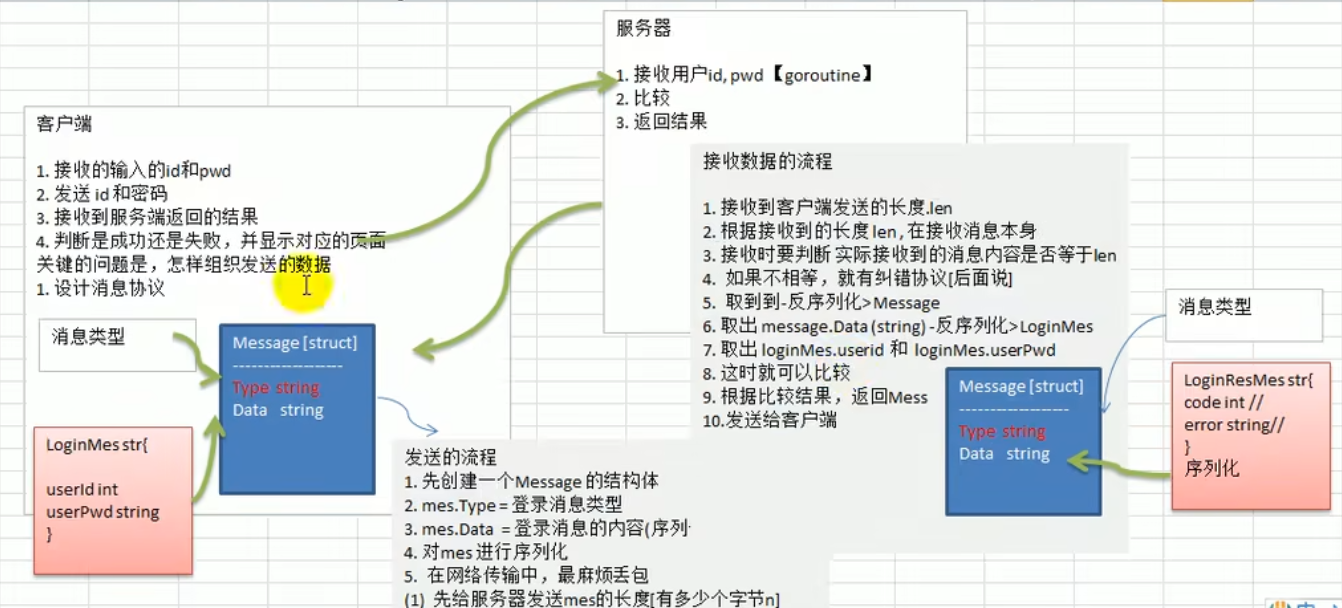 服务器
1. 接收用户id, pwd【goroutine】
2. 比较
3. 返回结果
客户端
1. 接收的输入的id和pwd
2. 发送 id 和密码
3. 接收到服务端返回的结果
4. 判断是成功还是失败，并显示对应的页面
关键的问题是，怎样组织发送的数据
1. 设计消息协议
消息类型
Message [struct]
--------------------
Type string
Data string
LoginMes str{
userId int
userPwd string
}
发送的流程
1. 先创建一个Message 的结构体
2. mes.Type = 登录消息类型
3. mes.Data = 登录消息的内容(序列
4. 对mes 进行序列化
5. 在网络传输中，最麻烦丢包
(1) 先给服务器发送mes的长度[有多少个字节n]
接收数据的流程
1. 接收到客户端发送的长度.len
2. 根据接收到的长度 len , 在接收消息本身
3. 接收时要判断 实际接收到的消息内容是否等于len
4. 如果不相等，就有纠错协议[后面说]
5. 取到到-反序列化>Message
6. 取出 message.Data (string) -反序列化>LoginMes
7. 取出 loginMes.userid 和 loginMes.userPwd
8. 这时就可以比较
9. 根据比较结果，返回Mess
10.发送给客户端
消息类型
Message [struct]
--------------------
Type string
Data string
LoginResMes str{
code int //
error string//
}
序列化